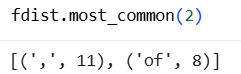 fdist.most_common(2)
[(',', 11), ('of', 8)]